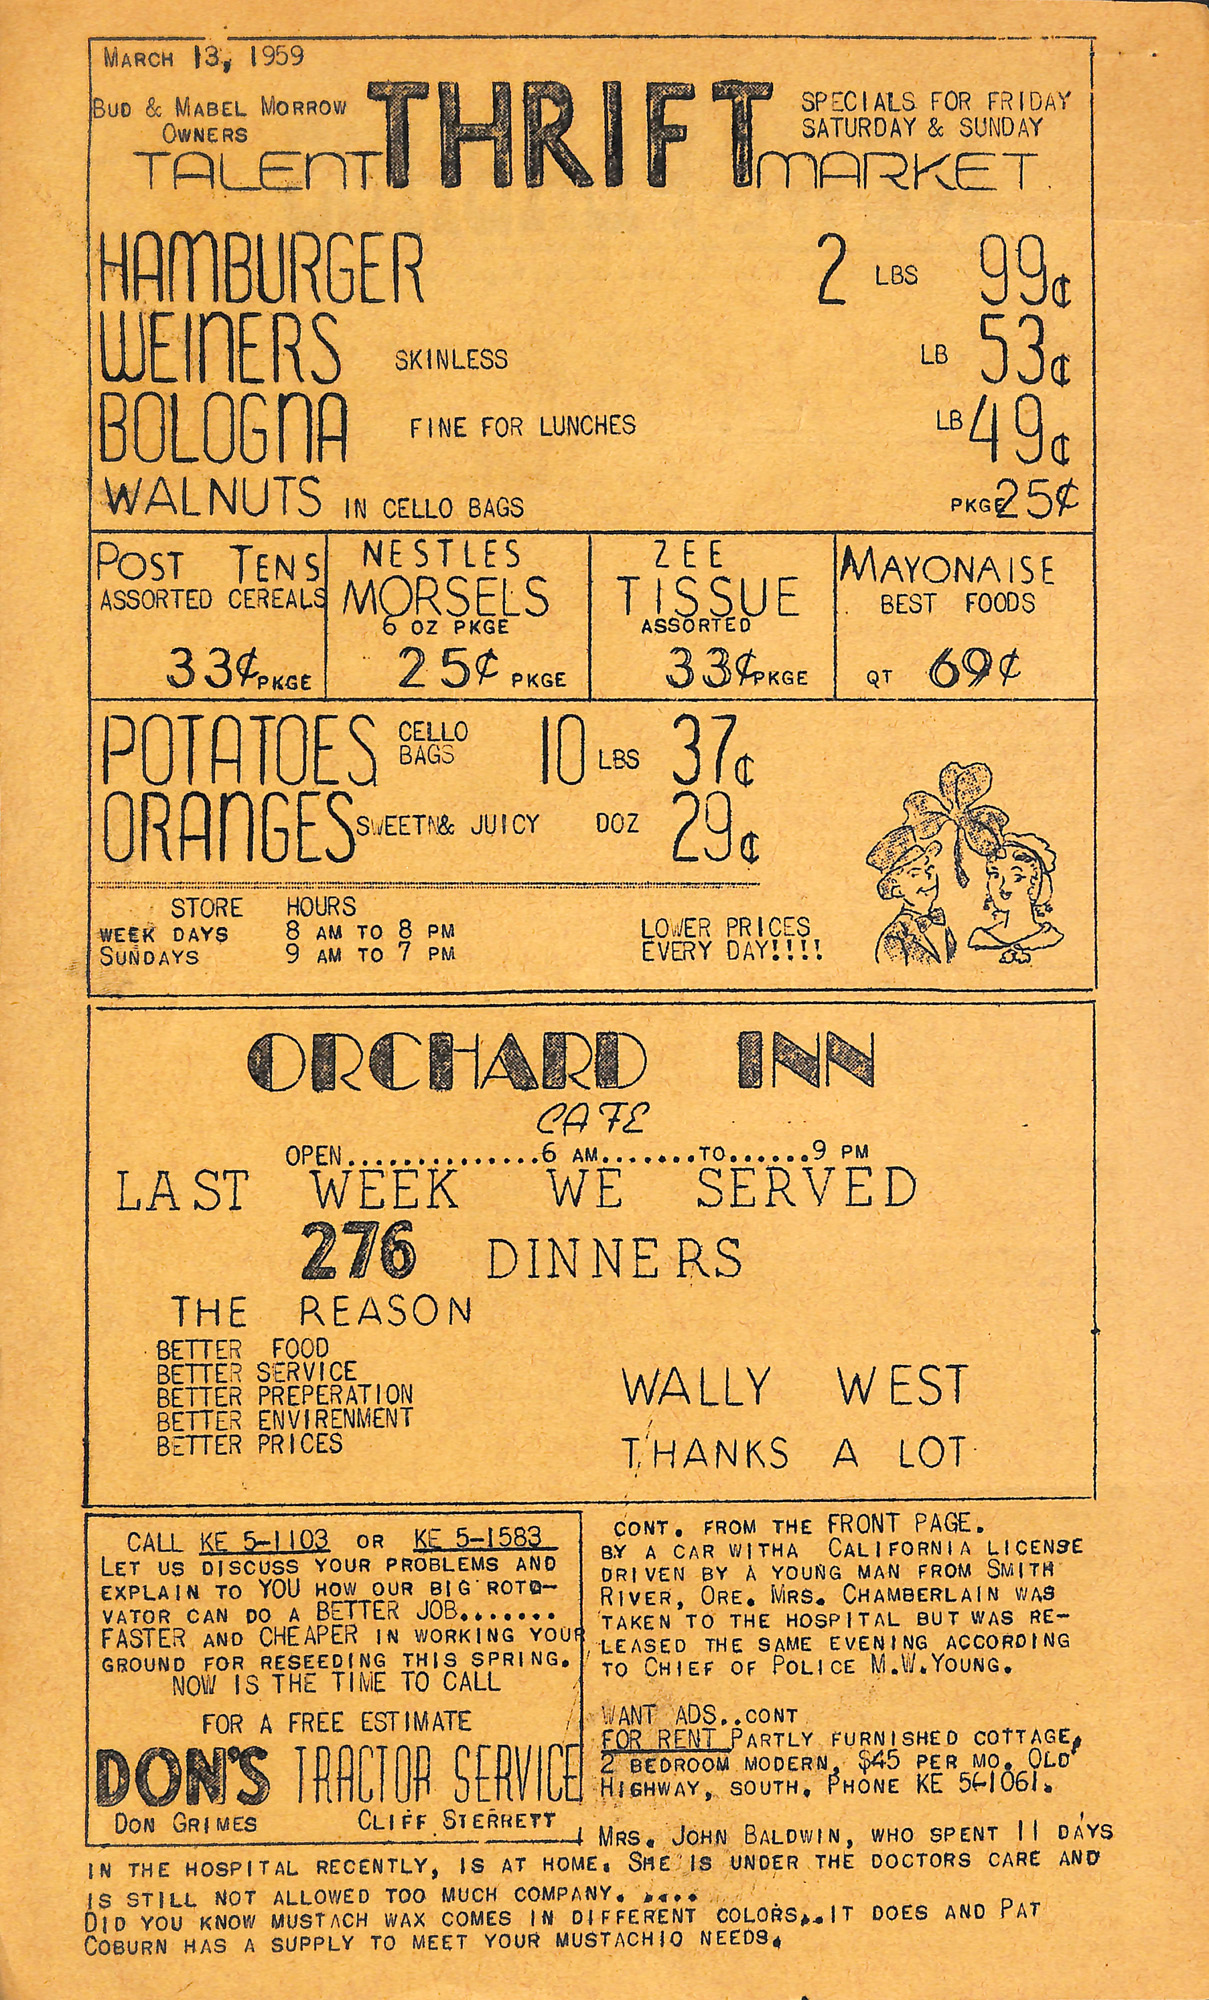 MARCH 13, 1959
BUD & MABEL MORROW
OWNERS
SPECIALS FOR FRIDAY
SATURDAY & SUNDAY
TALENT THRIFT MARKET
HAMBURGER 2 LBS 99¢
WEINERS SKINLESS LB 53¢
BOLOGNA FINE FOR LUNCHES LB 49¢
WALNUTS IN CELLO BAGS PKGE 25¢
POST TENS
ASSORTED CEREALS
33¢ PKGE
NESTLES
MORSELS
6 OZ PKGE
25¢ PKGE
ZEE
TISSUE
ASSORTED
33¢ PKGE
MAYONAISE
BEST FOODS
QT 69¢
POTATOES CELLO BAGS 10 LBS 37¢
ORANGES SWEETN& JUICY DOZ 29¢
STORE HOURS
WEEK DAYS 8 AM TO 8 PM
SUNDAYS 9 AM TO 7 PM
LOWER PRICES
EVERY DAY!!!!
ORCHARD INN
CAFE
OPEN..............6 AM.......TO......9 PM
LAST WEEK WE SERVED
276 DINNERS
THE REASON
BETTER FOOD
BETTER SERVICE
BETTER PREPERATION
BETTER ENVIRENMENT
BETTER PRICES
WALLY WEST
THANKS A LOT
CALL KE 5-1103 OR KE 5-1583
LET US DISCUSS YOUR PROBLEMS AND
EXPLAIN TO YOU HOW OUR BIG ROTO-
VATOR CAN DO A BETTER JOB.......
FASTER AND CHEAPER IN WORKING YOUR
GROUND FOR RESEEDING THIS SPRING.
NOW IS THE TIME TO CALL
FOR A FREE ESTIMATE
DON'S TRACTOR SERVICE
DON GRIMES CLIFF STERRETT
CONT. FROM THE FRONT PAGE.
BY A CAR WITHA CALIFORNIA LICENSE
DRIVEN BY A YOUNG MAN FROM SMITH
RIVER, ORE. MRS. CHAMBERLAIN WAS
TAKEN TO THE HOSPITAL BUT WAS RE-
LEASED THE SAME EVENING ACCORDING
TO CHIEF OF POLICE M.W.YOUNG.
WANT ADS..CONT
FOR RENT PARTLY FURNISHED COTTAGE,
2 BEDROOM MODERN, $45 PER MO. OLD
HIGHWAY, SOUTH. PHONE KE 5-1061.
MRS. JOHN BALDWIN, WHO SPENT 11 DAYS
IN THE HOSPITAL RECENTLY, IS AT HOME. SHE IS UNDER THE DOCTORS CARE AND
IS STILL NOT ALLOWED TOO MUCH COMPANY. ....
DID YOU KNOW MUSTACH WAX COMES IN DIFFERENT COLORS...IT DOES AND PAT
COBURN HAS A SUPPLY TO MEET YOUR MUSTACHIO NEEDS.